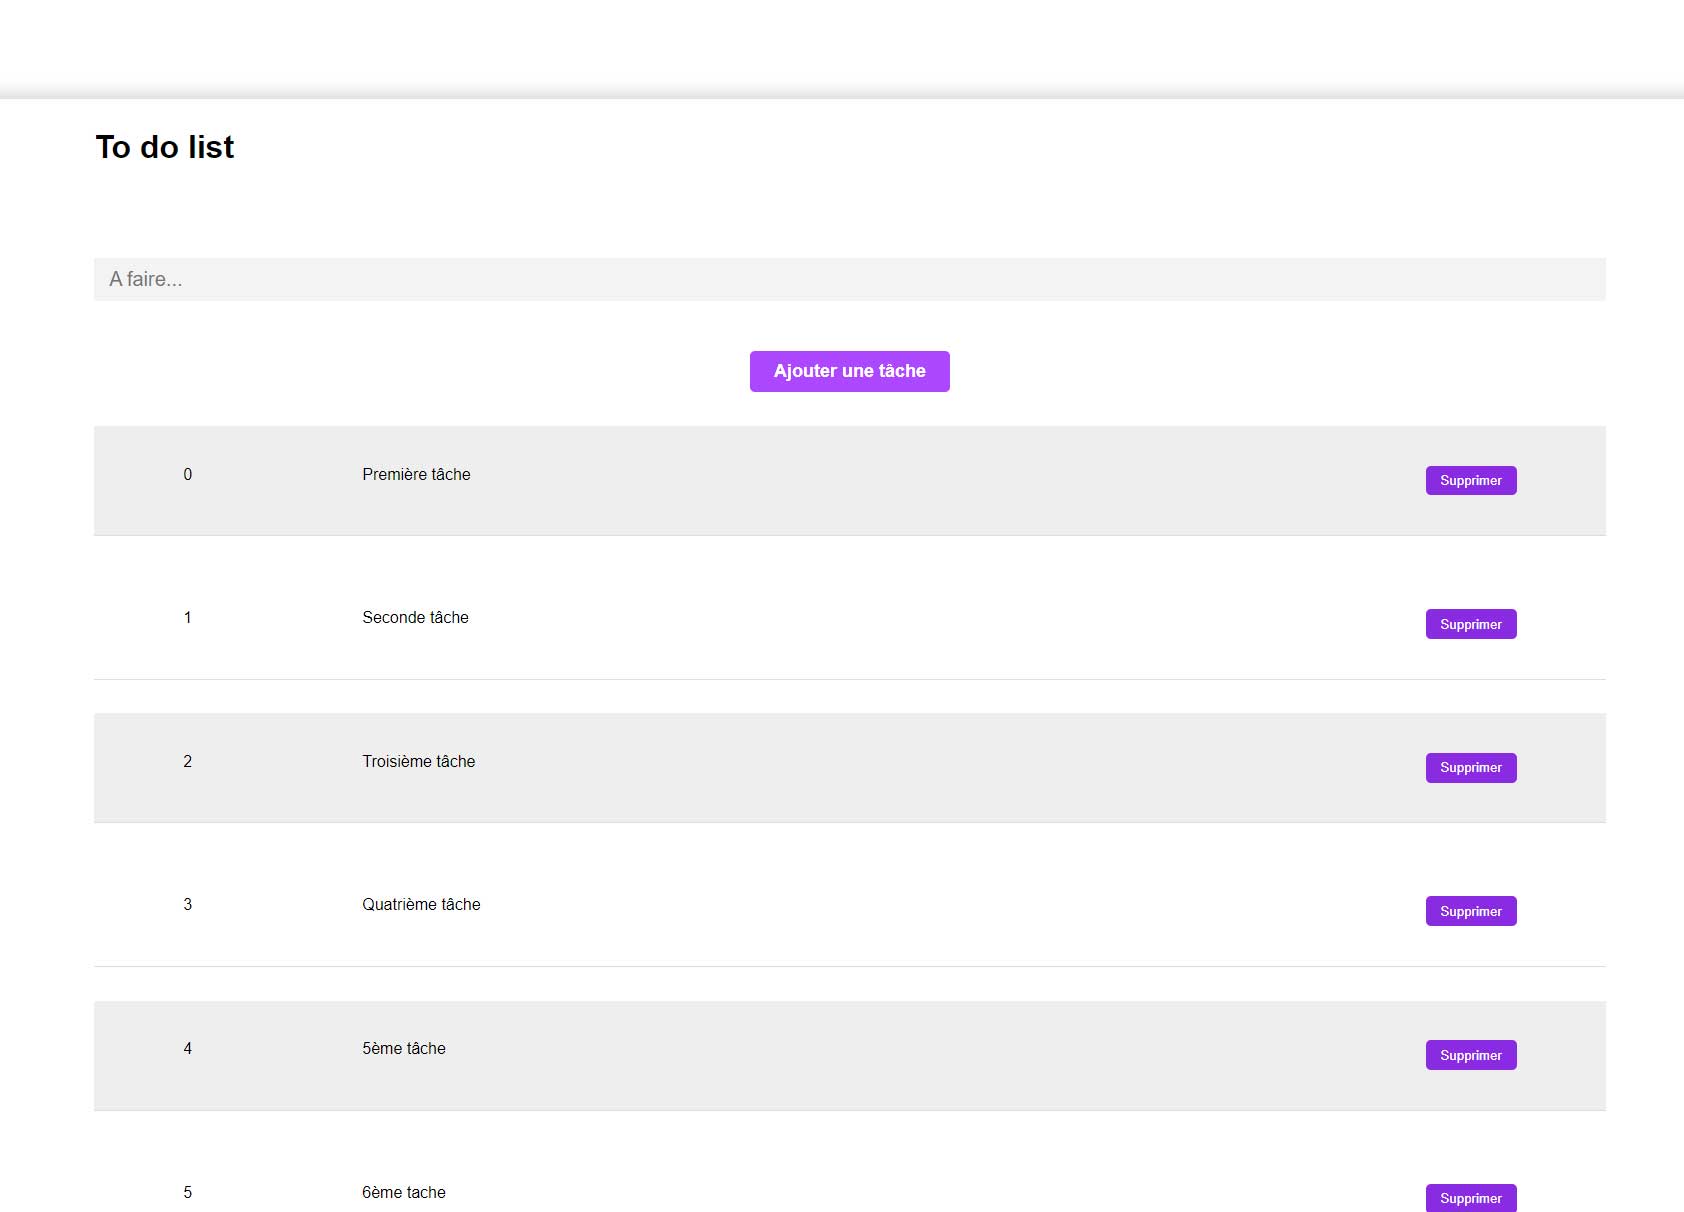 To do list
A faire...
Ajouter une tâche
0 Première tâche Supprimer
1 Seconde tâche Supprimer
2 Troisième tâche Supprimer
3 Quatrième tâche Supprimer
4 5ème tâche Supprimer
5 6ème tache Supprimer